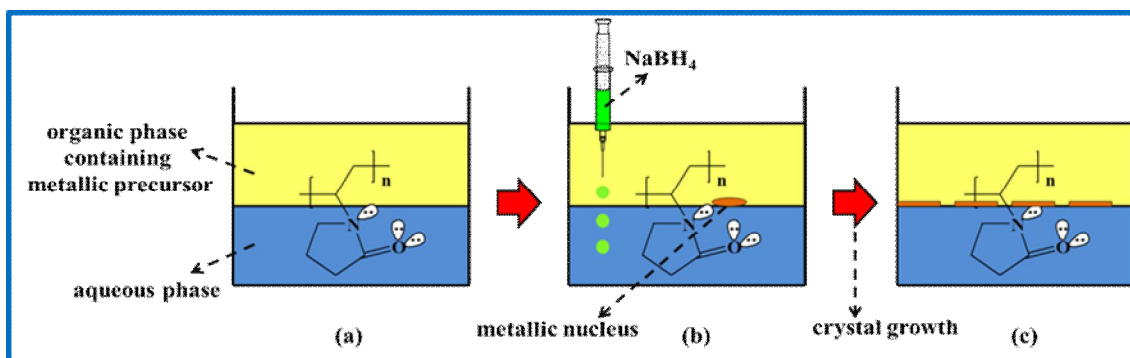 NaBH4
organic phase
containing
metallic precursor
aqueous phase
n
N
O
n
N
O
n
N
O
metallic nucleus
crystal growth
(a)
(b)
(c)